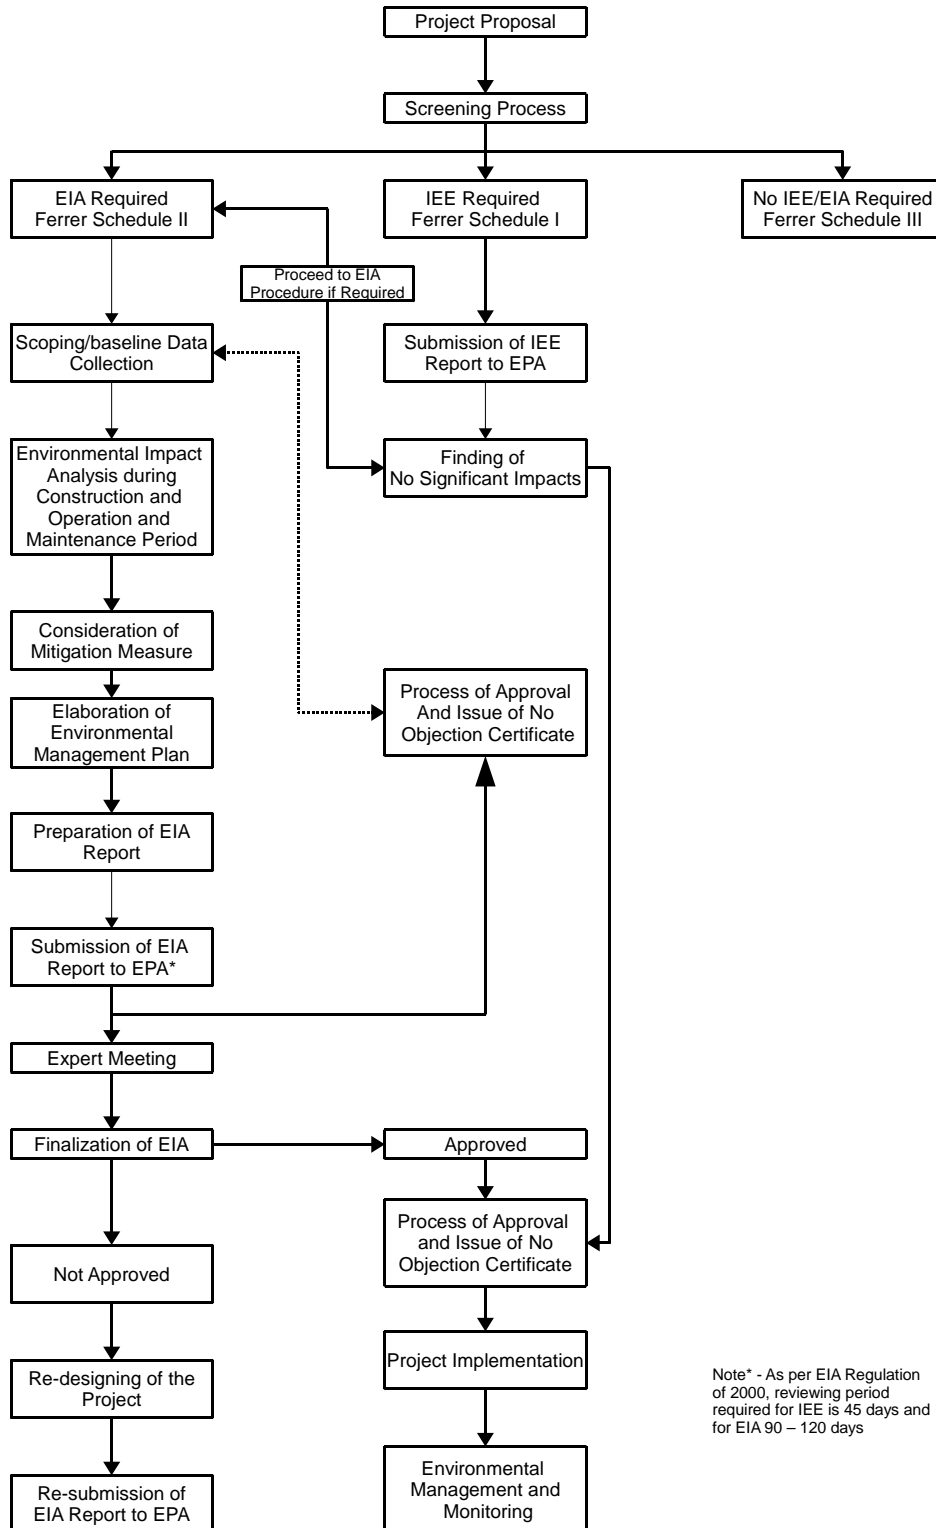 Project Proposal
Screening Process
EIA Required
Ferrer Schedule II
IEE Required
Ferrer Schedule I
No IEE/EIA Required
Ferrer Schedule III
Proceed to EIA
Procedure if Required
Scoping/baseline Data
Collection
Submission of IEE
Report to EPA
Environmental Impact
Analysis during
Construction and
Operation and
Maintenance Period
Finding of
No Significant Impacts
Consideration of
Mitigation Measure
Elaboration of
Environmental
Management Plan
Process of Approval
And Issue of No
Objection Certificate
Preparation of EIA
Report
Submission of EIA
Report to EPA*
Expert Meeting
Finalization of EIA
Approved
Process of Approval
and Issue of No
Objection Certificate
Not Approved
Project Implementation
Re-designing of the
Project
Note* - As per EIA Regulation
of 2000, reviewing period
required for IEE is 45 days and
for EIA 90 – 120 days
Environmental
Management and
Monitoring
Re-submission of
EIA Report to EPA